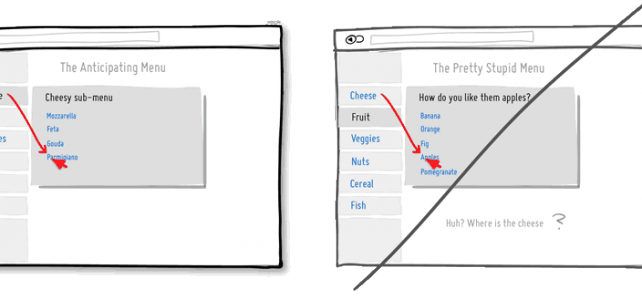 The Anticipating Menu
Cheesy sub-menu
Mozzarella
Feta
Gouda
Parmigiano
The Pretty Stupid Menu
Cheese
Fruit
Veggies
Nuts
Cereal
Fish
How do you like them apples?
Banana
Orange
Fig
Apples
Pomegranate
Huh? Where is the cheese ?